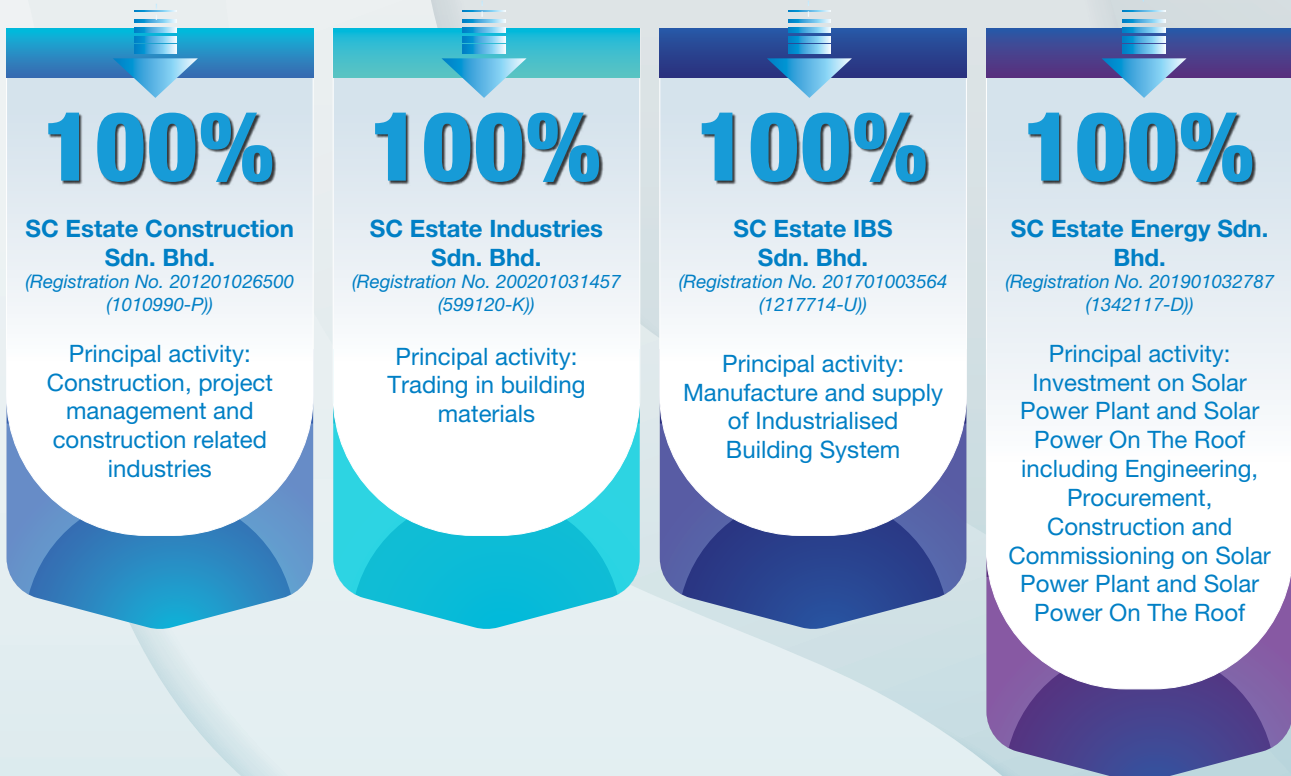 100%
SC Estate Construction
Sdn. Bhd.
(Registration No. 201201026500
(1010990-P))
Principal activity:
Construction, project
management and
construction related
industries
100%
SC Estate Industries
Sdn. Bhd.
(Registration No. 200201031457
(599120-K))
Principal activity:
Trading in building
materials
100%
SC Estate IBS
Sdn. Bhd.
(Registration No. 201701003564
(1217714-U))
Principal activity:
Manufacture and supply
of Industrialised
Building System
100%
SC Estate Energy Sdn.
Bhd.
(Registration No. 201901032787
(1342117-D))
Principal activity:
Investment on Solar
Power Plant and Solar
Power On The Roof
including Engineering,
Procurement,
Construction and
Commissioning on Solar
Power Plant and Solar
Power On The Roof